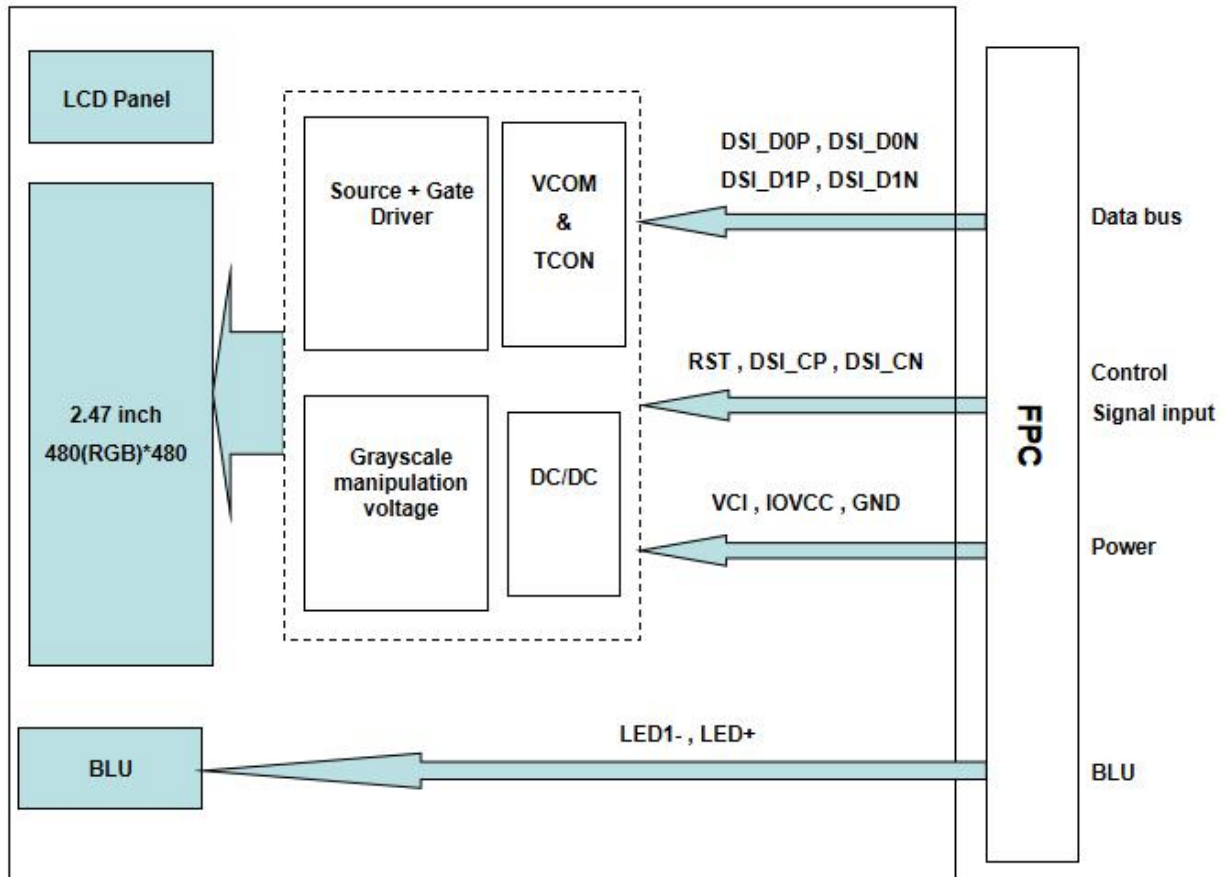 LCD Panel
2.47 inch
480(RGB)*480
BLU
Source + Gate
Driver
VCOM
&
TCON
Grayscale
manipulation
voltage
DC/DC
DSI_D0P , DSI_D0N
DSI_D1P , DSI_D1N
RST , DSI_CP , DSI_CN
VCI , IOVCC , GND
LED1- , LED+
FPC
Data bus
Control
Signal input
Power
BLU